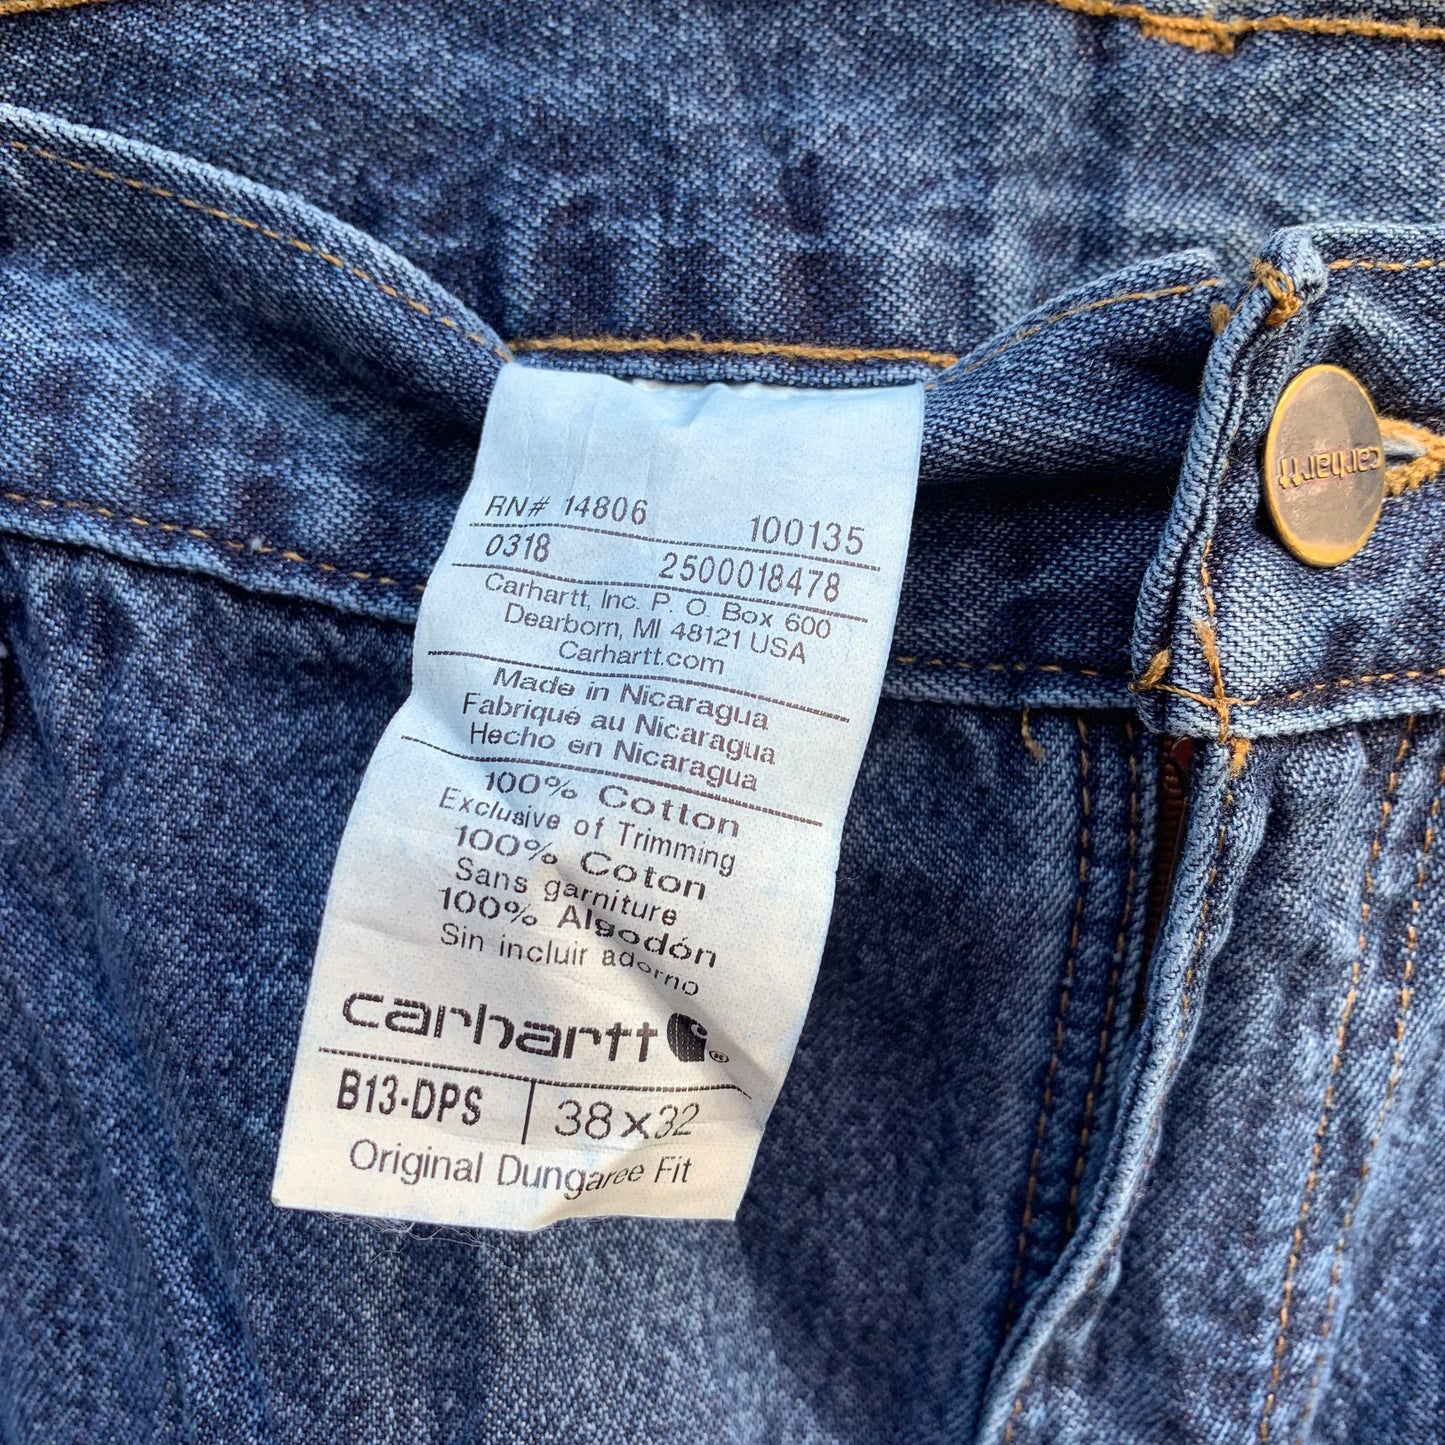 RN# 14806 100135
0318 2500018478
Carhartt, Inc. P. O. Box 600
Dearborn, MI 48121 USA
Carhartt.com
Made in Nicaragua
Fabriqué au Nicaragua
Hecho en Nicaragua
100% Cotton
Exclusive of Trimming
100% Coton
Sans garniture
100% Algodón
Sin incluir adorno
carhartt ®
B13-DPS | 38x32
Original Dungaree Fit
carhartt